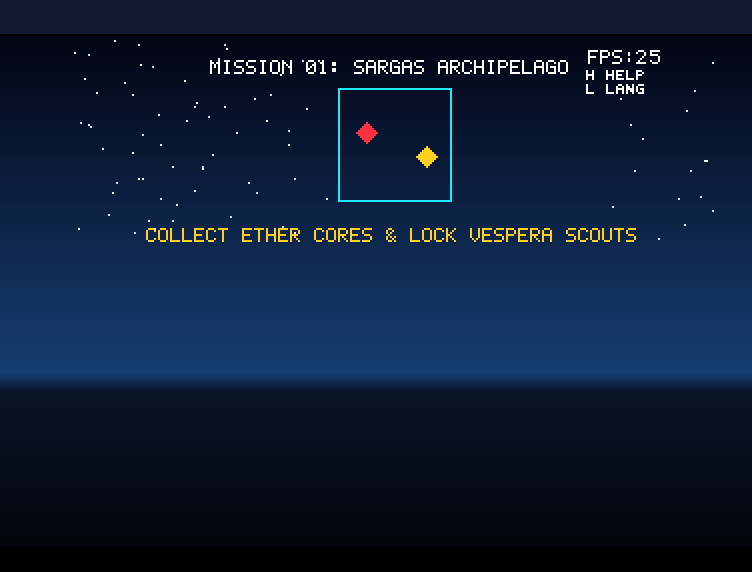 MISSION 01: SARGAS ARCHIPELAGO
FPS:25
H HELP
L LANG
COLLECT ETHER CORES & LOCK VESPERA SCOUTS